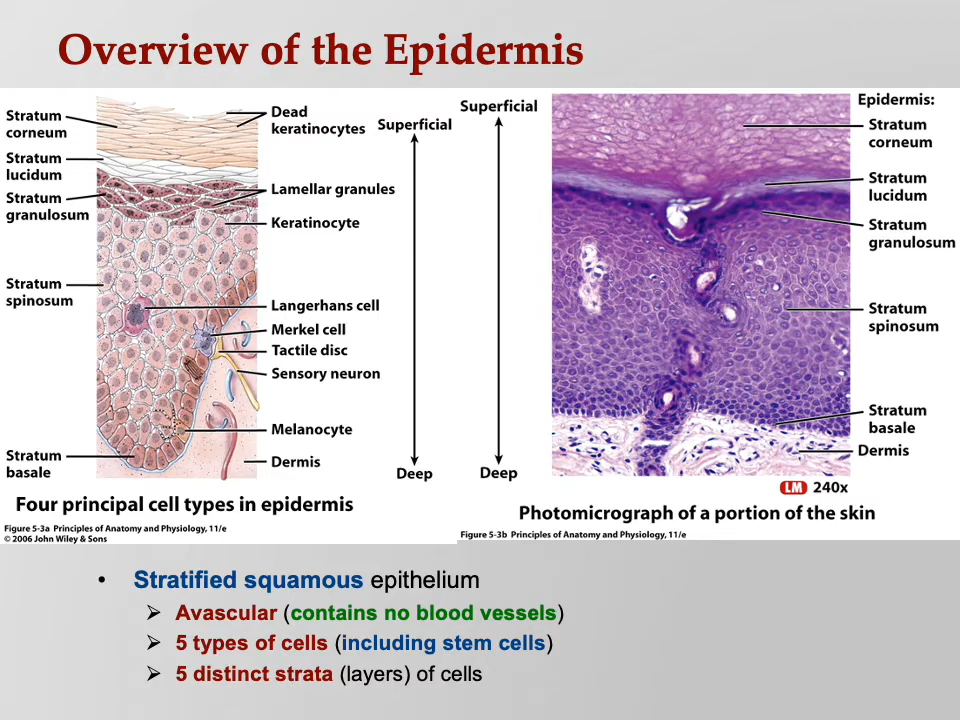 Overview of the Epidermis
Stratum
corneum
Stratum
lucidum
Stratum
granulosum
Stratum
spinosum
Stratum
basale
Dead
keratinocytes
Lamellar granules
Keratinocyte
Langerhans cell
Merkel cell
Tactile disc
Sensory neuron
Melanocyte
Dermis
Superficial
Deep
Four principal cell types in epidermis
Figure 5-3a Principles of Anatomy and Physiology, 11/e
© 2006 John Wiley & Sons
Superficial
Deep
Epidermis:
Stratum
corneum
Stratum
lucidum
Stratum
granulosum
Stratum
spinosum
Stratum
basale
Dermis
LM 240x
Photomicrograph of a portion of the skin
Figure 5-3b Principles of Anatomy and Physiology, 11/e
• Stratified squamous epithelium
➢ Avascular (contains no blood vessels)
➢ 5 types of cells (including stem cells)
➢ 5 distinct strata (layers) of cells